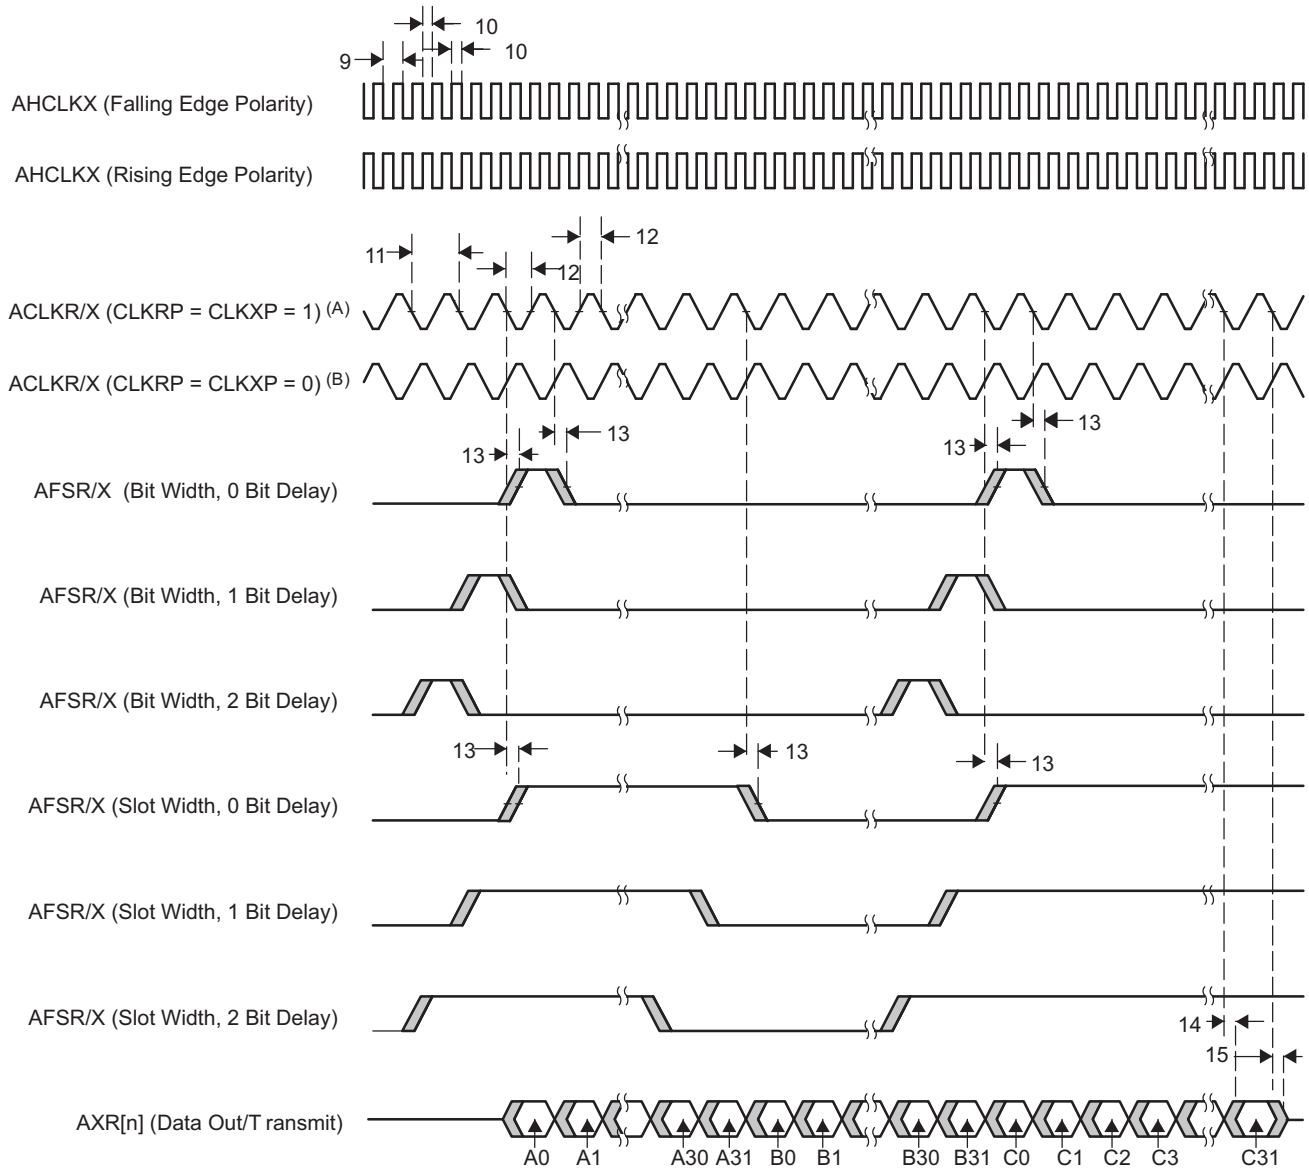 10
9
10
AHCLKX (Falling Edge Polarity)
AHCLKX (Rising Edge Polarity)
12
11
12
ACLKR/X (CLKRP = CLKXP = 1) (A)
ACLKR/X (CLKRP = CLKXP = 0) (B)
13 13 13 13
AFSR/X (Bit Width, 0 Bit Delay)
AFSR/X (Bit Width, 1 Bit Delay)
AFSR/X (Bit Width, 2 Bit Delay)
13 13 13
AFSR/X (Slot Width, 0 Bit Delay)
AFSR/X (Slot Width, 1 Bit Delay)
AFSR/X (Slot Width, 2 Bit Delay)
14
15
AXR[n] (Data Out/T ransmit)
A0 A1 A30 A31 B0 B1 B30 B31 C0 C1 C2 C3 C31